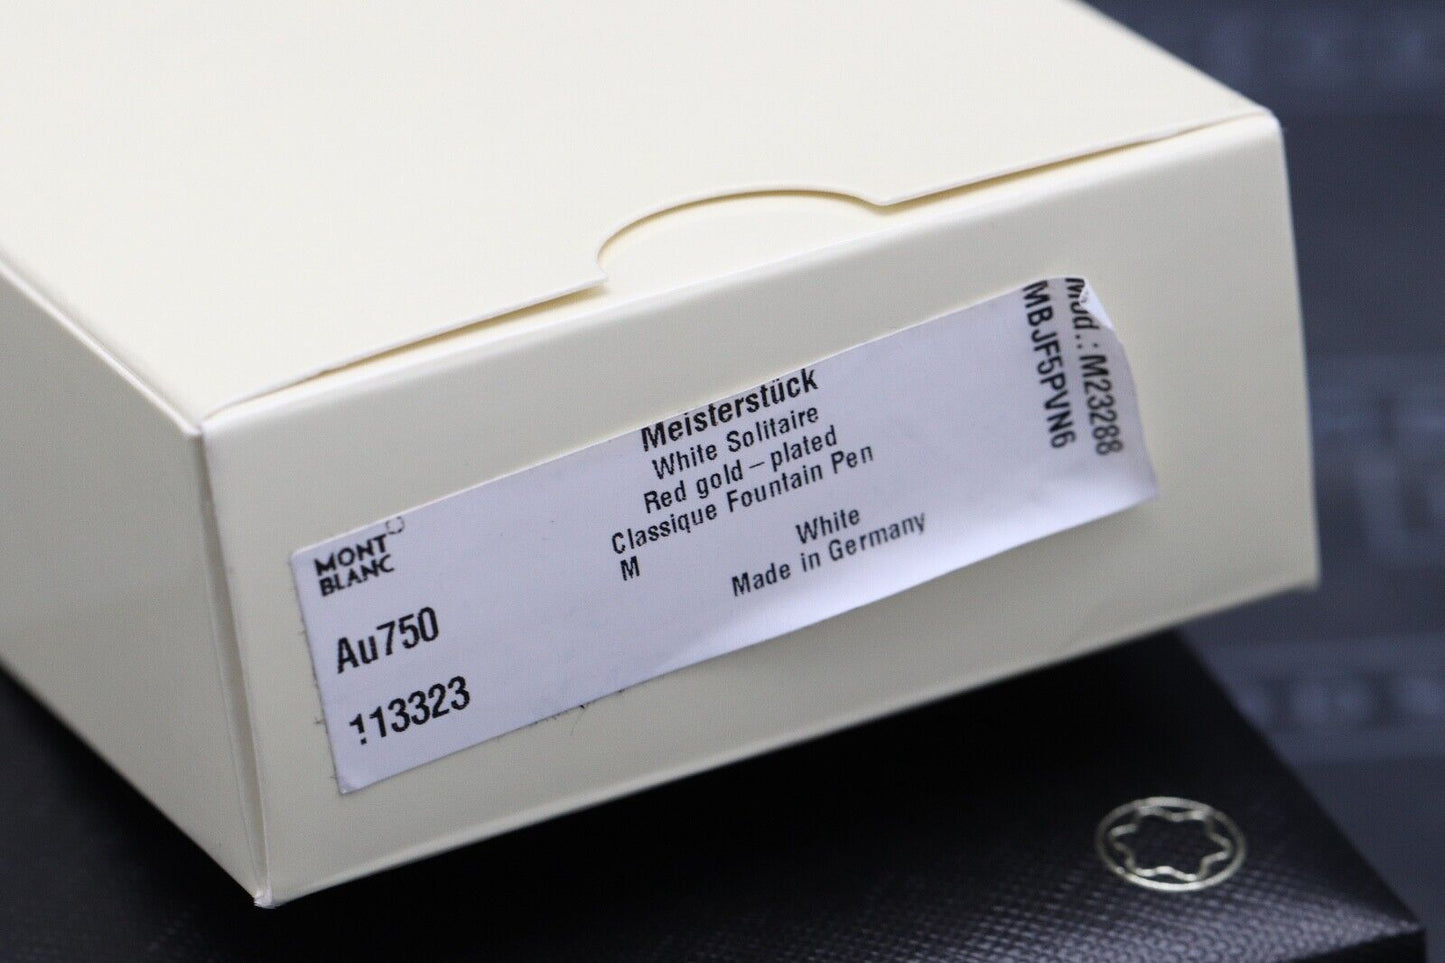 Meisterstück
White Solitaire
Red gold – plated
Classique Fountain Pen
M
White
Made in Germany
MONT
BLANC
Au750
113323
Mod.: M23288
MBJF5PVN6